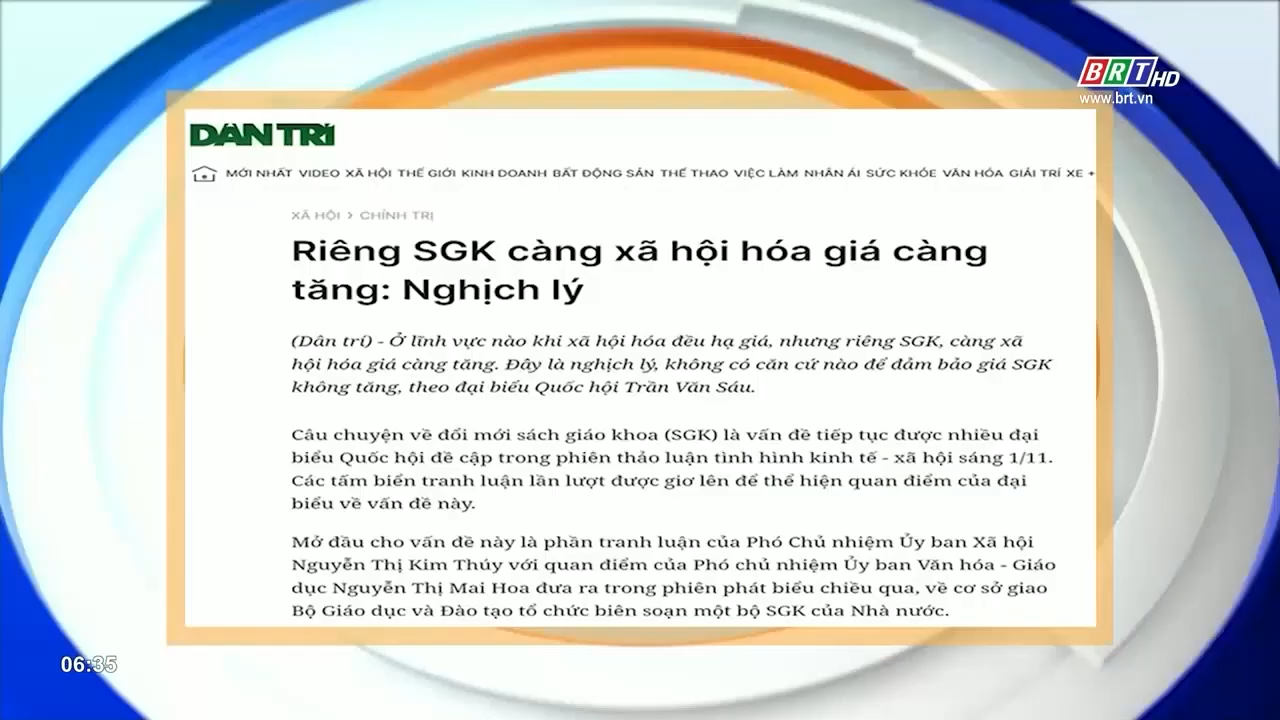 BRT HD
www.brt.vn
DÂN TRÍ
MỚI NHẤT VIDEO XÃ HỘI THẾ GIỚI KINH DOANH BẤT ĐỘNG SẢN THỂ THAO VIỆC LÀM NHÂN ÁI SỨC KHỎE VĂN HÓA GIẢI TRÍ XE +
XÃ HỘI > CHÍNH TRỊ
Riêng SGK càng xã hội hóa giá càng
tăng: Nghịch lý
(Dân trí) - Ở lĩnh vực nào khi xã hội hóa đều hạ giá, nhưng riêng SGK, càng xã
hội hóa giá càng tăng. Đây là nghịch lý, không có căn cứ nào để đảm bảo giá SGK
không tăng, theo đại biểu Quốc hội Trần Văn Sáu.
Câu chuyện về đổi mới sách giáo khoa (SGK) là vấn đề tiếp tục được nhiều đại
biểu Quốc hội đề cập trong phiên thảo luận tình hình kinh tế - xã hội sáng 1/11.
Các tấm biển tranh luận lần lượt được giơ lên để thể hiện quan điểm của đại
biểu về vấn đề này.
Mở đầu cho vấn đề này là phần tranh luận của Phó Chủ nhiệm Ủy ban Xã hội
Nguyễn Thị Kim Thúy với quan điểm của Phó chủ nhiệm Ủy ban Văn hóa - Giáo
dục Nguyễn Thị Mai Hoa đưa ra trong phiên phát biểu chiều qua, về cơ sở giao
Bộ Giáo dục và Đào tạo tổ chức biên soạn một bộ SGK của Nhà nước.
06:35